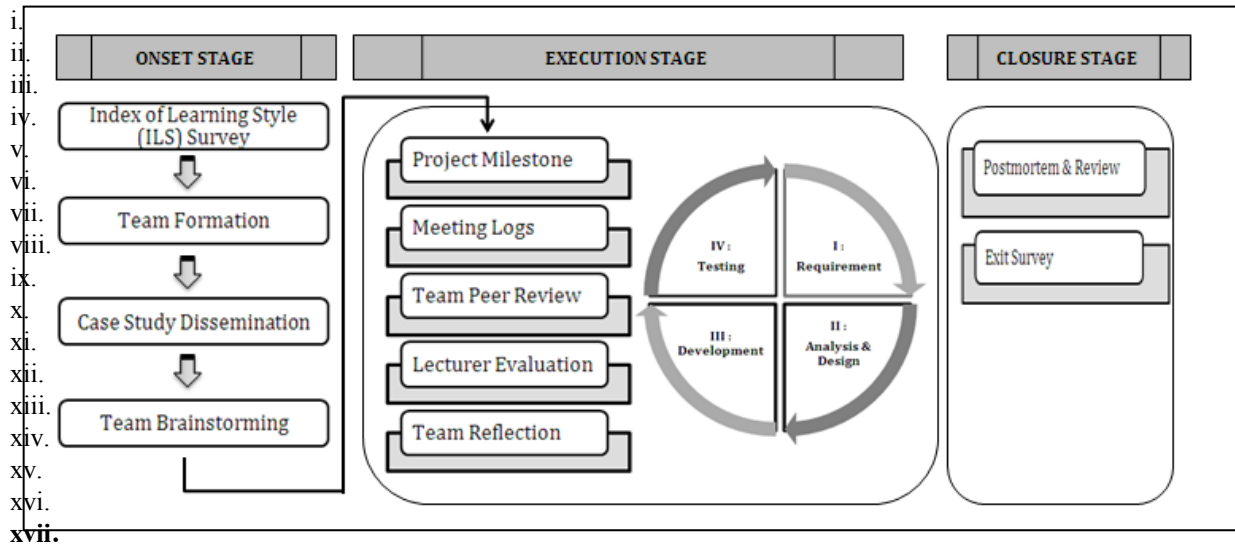 i.
ii.
iii.
iv.
v.
vi.
vii.
viii.
ix.
x.
xi.
xii.
xiii.
xiv.
xv.
xvi.
xvii.
ONSET STAGE
Index of Learning Style
(ILS) Survey
Team Formation
Case Study Dissemination
Team Brainstorming
EXECUTION STAGE
Project Milestone
Meeting Logs
Team Peer Review
Lecturer Evaluation
Team Reflection
IV :
Testing
I :
Requirement
III :
Development
II :
Analysis &
Design
CLOSURE STAGE
Postmortem & Review
Exit Survey